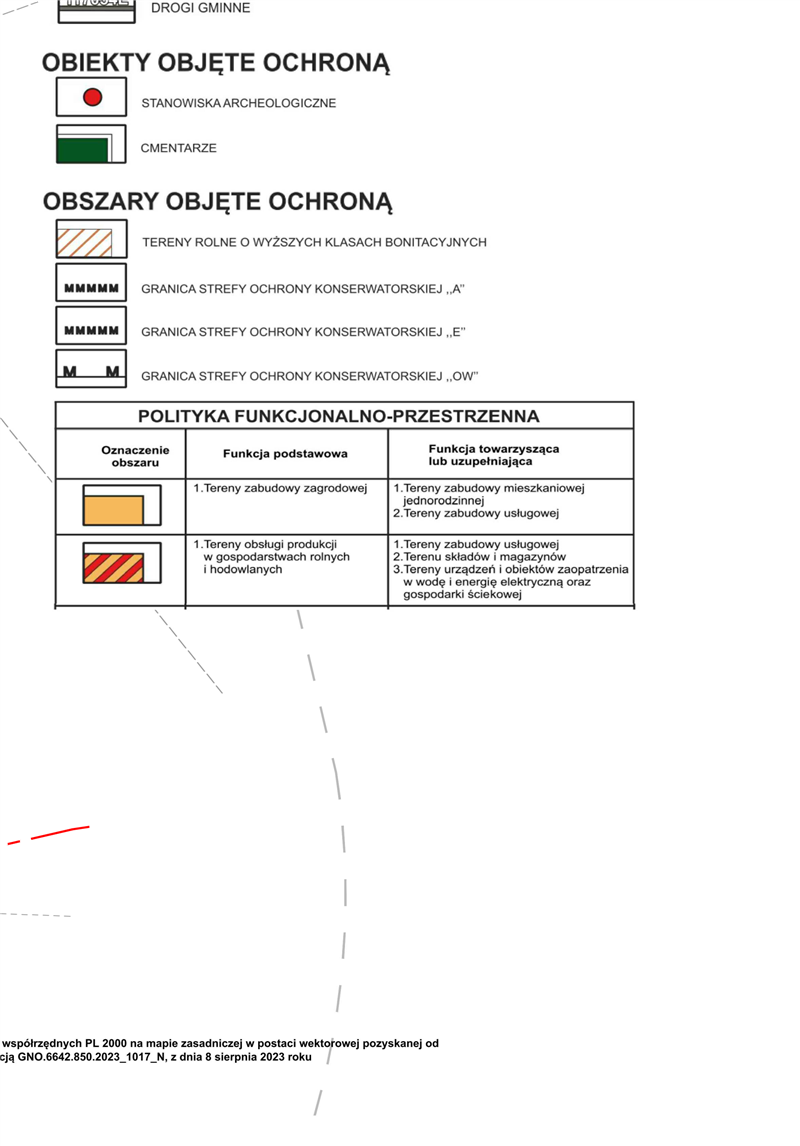 DROGI GMINNE
OBIEKTY OBJĘTE OCHRONĄ
STANOWISKA ARCHEOLOGICZNE
CMENTARZE
OBSZARY OBJĘTE OCHRONĄ
TERENY ROLNE O WYŻSZYCH KLASACH BONITACYJNYCH
MMMMM
GRANICA STREFY OCHRONY KONSERWATORSKIEJ ,,A''
MMMMM
GRANICA STREFY OCHRONY KONSERWATORSKIEJ ,,E''
M M
GRANICA STREFY OCHRONY KONSERWATORSKIEJ ,,OW''
POLITYKA FUNKCJONALNO-PRZESTRZENNA
Oznaczenie
obszaru
Funkcja podstawowa
Funkcja towarzysząca
lub uzupełniająca
1.Tereny zabudowy zagrodowej
1.Tereny zabudowy mieszkaniowej
jednorodzinnej
2.Tereny zabudowy usługowej
1.Tereny obsługi produkcji
w gospodarstwach rolnych
i hodowlanych
1.Tereny zabudowy usługowej
2.Terenu składów i magazynów
3.Tereny urządzeń i obiektów zaopatrzenia
w wodę i energię elektryczną oraz
gospodarki ściekowej
współrzędnych PL 2000 na mapie zasadniczej w postaci wektorowej pozyskanej od
cją GNO.6642.850.2023_1017_N, z dnia 8 sierpnia 2023 roku